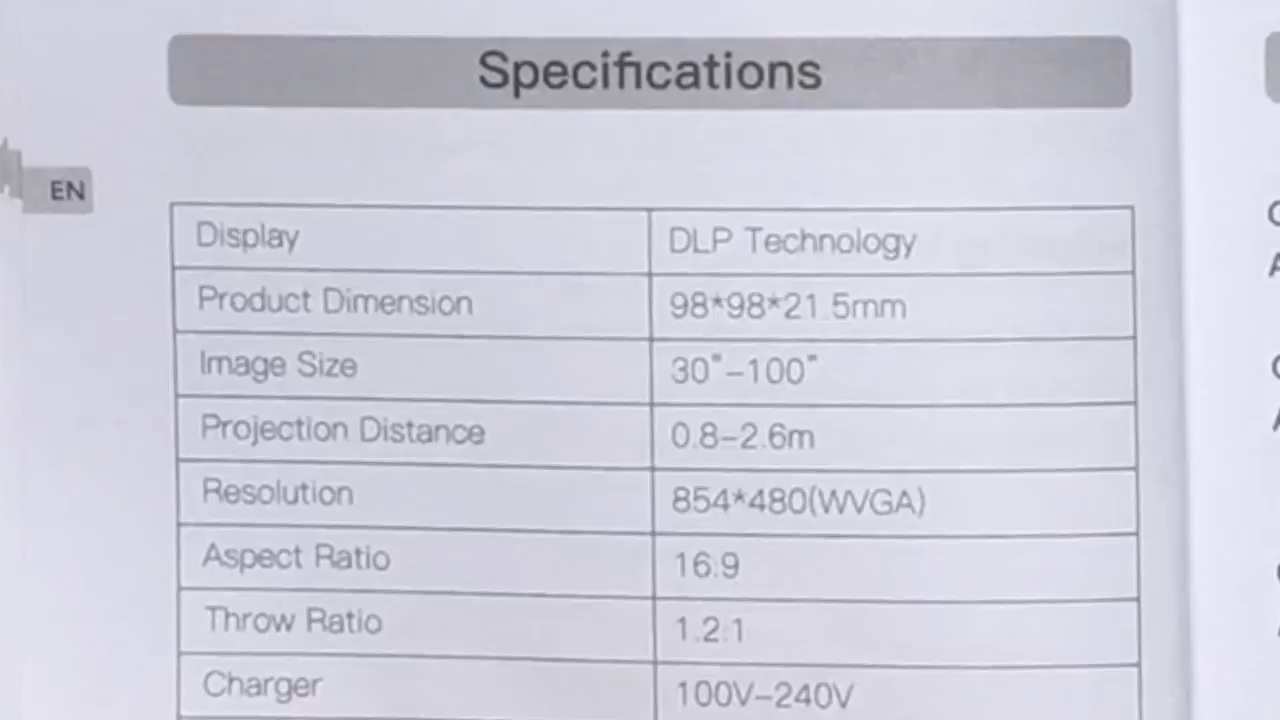 Specifications
EN
Display DLP Technology
Product Dimension 98*98*21.5mm
Image Size 30"-100"
Projection Distance 0.8-2.6m
Resolution 854*480(WVGA)
Aspect Ratio 16:9
Throw Ratio 1.2:1
Charger 100V-240V